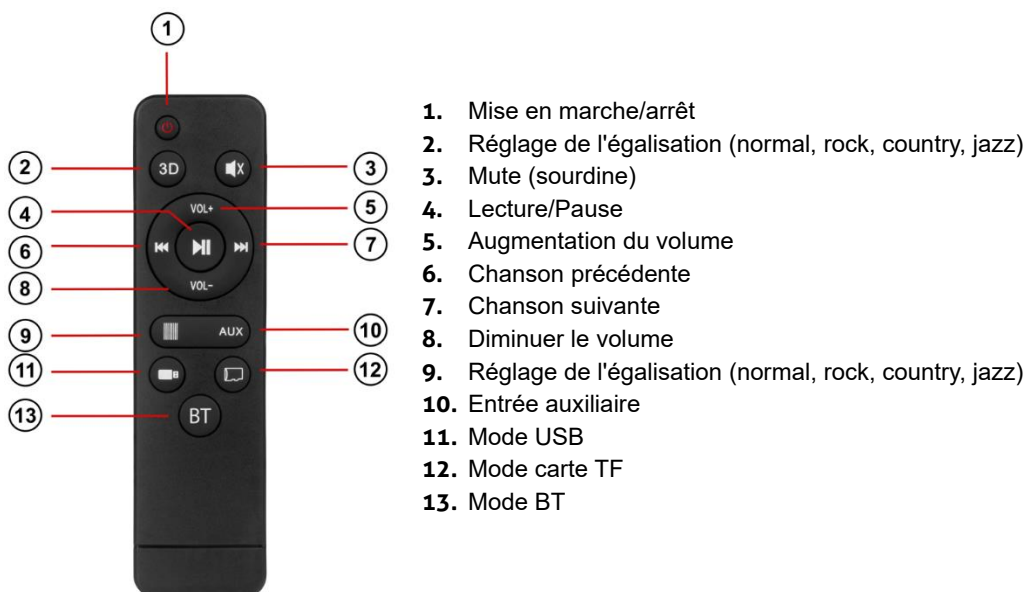 1
2
3D
3
4
VOL+
5
6
7
8
VOL-
9
AUX
10
11
12
13
BT
1. Mise en marche/arrêt
2. Réglage de l'égalisation (normal, rock, country, jazz)
3. Mute (sourdine)
4. Lecture/Pause
5. Augmentation du volume
6. Chanson précédente
7. Chanson suivante
8. Diminuer le volume
9. Réglage de l'égalisation (normal, rock, country, jazz)
10. Entrée auxiliaire
11. Mode USB
12. Mode carte TF
13. Mode BT